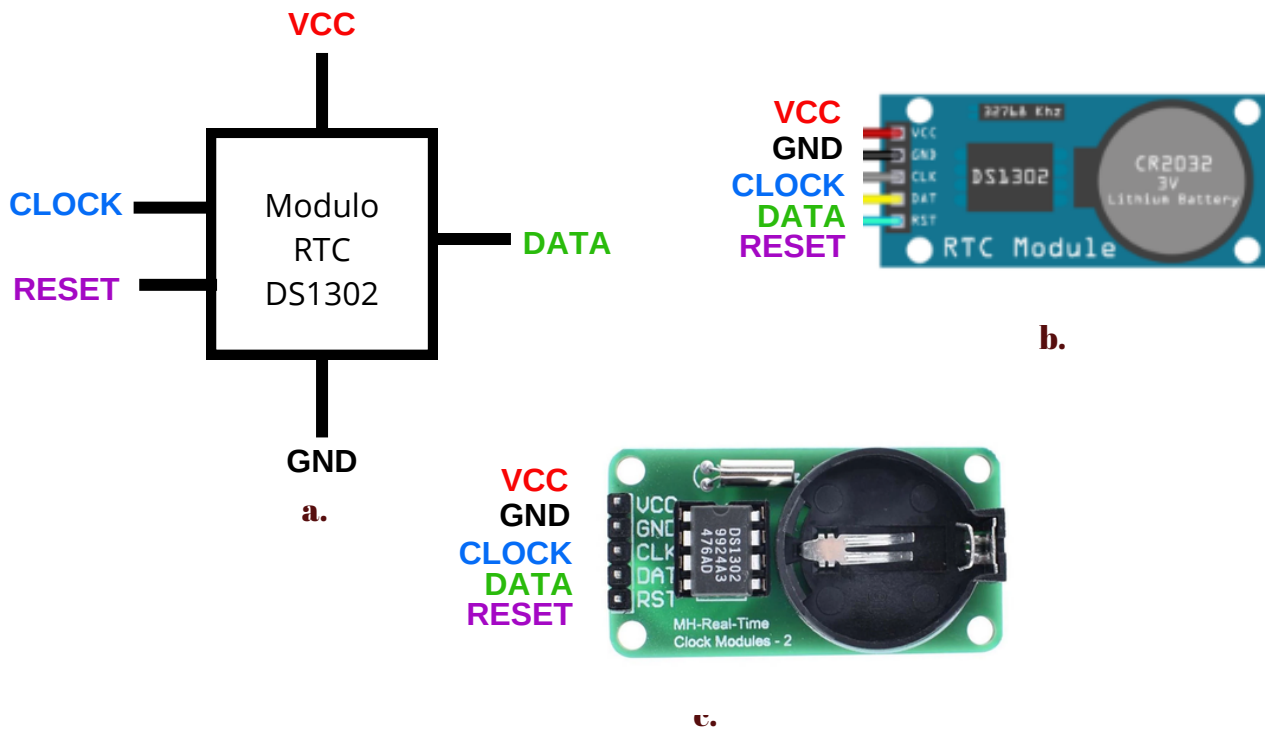 VCC
CLOCK
RESET
Modulo
RTC
DS1302
DATA
GND
a.
VCC
GND
CLOCK
DATA
RESET
32768 Khz
VCC
GND
CLK
DAT
RST
DS1302
CR2032
3V
Lithium Battery
RTC Module
b.
VCC
GND
CLOCK
DATA
RESET
VCC
GND
CLK
DAT
RST
DS1302
9924A3
476AD
MH-Real-Time
Clock Modules - 2
c.